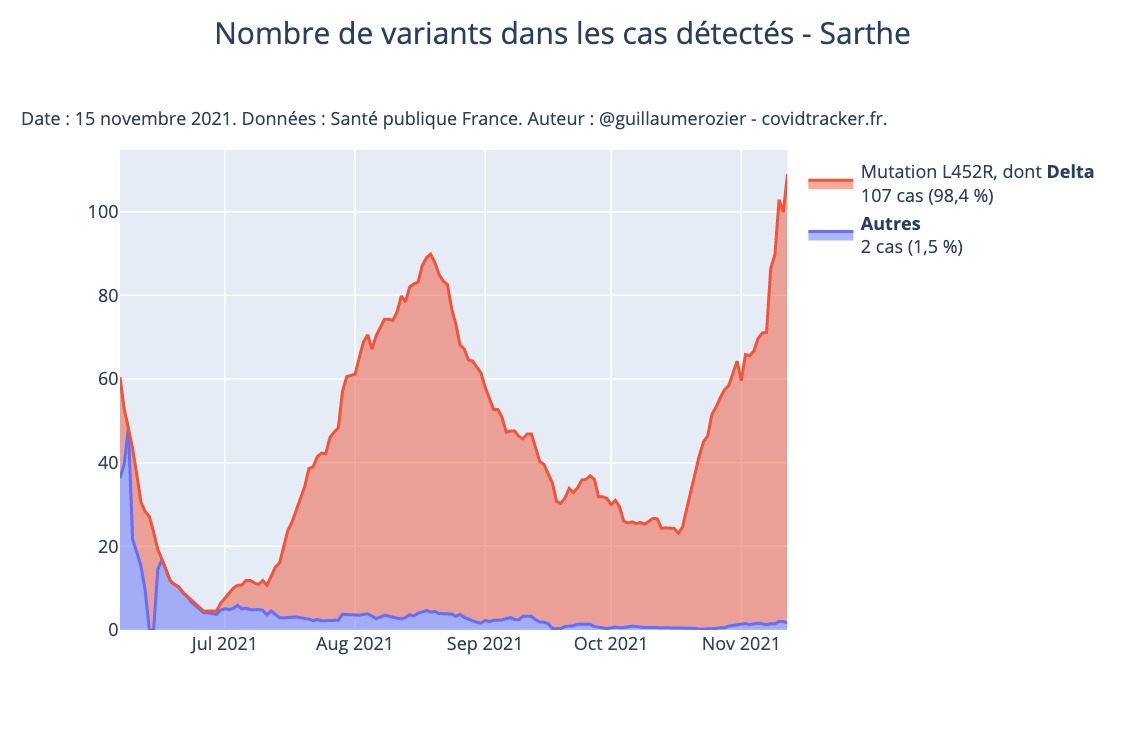 Nombre de variants dans les cas détectés - Sarthe
Date : 15 novembre 2021. Données : Santé publique France. Auteur : @guillaumerozier - covidtracker.fr.
Mutation L452R, dont Delta
107 cas (98,4 %)
Autres
2 cas (1,5 %)
100
80
60
40
20
0
Jul 2021
Aug 2021
Sep 2021
Oct 2021
Nov 2021